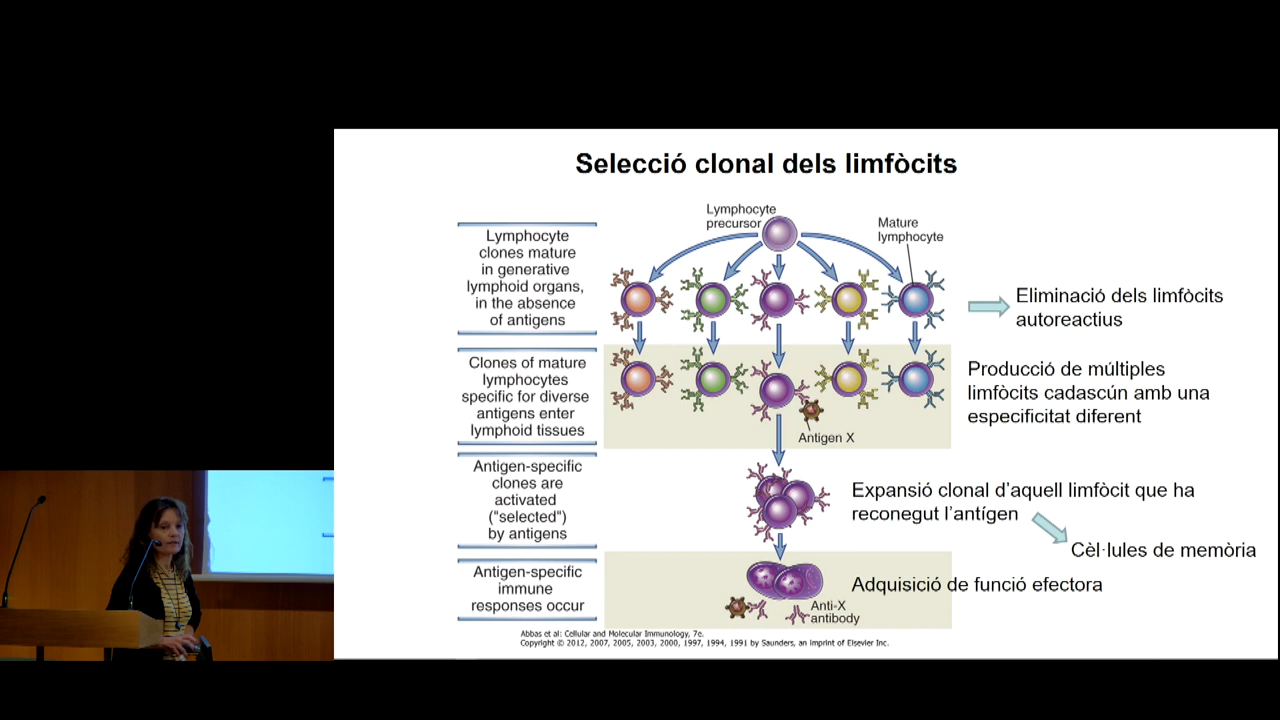 Selecció clonal dels limfòcits
Lymphocyte
precursor
Mature
lymphocyte
Lymphocyte
clones mature
in generative
lymphoid organs,
in the absence
of antigens
Eliminació dels limfòcits
autoreactius
Clones of mature
lymphocytes
specific for diverse
antigens enter
lymphoid tissues
Antigen X
Producció de múltiples
limfòcits cadascún amb una
especificitat diferent
Antigen-specific
clones are
activated
("selected")
by antigens
Expansió clonal d'aquell limfòcit que ha
reconegut l'antígen
Cèl·lules de memòria
Antigen-specific
immune
responses occur
Adquisició de funció efectora
Anti-X
antibody
Abbas et al: Cellular and Molecular Immunology, 7e.
Copyright © 2012, 2007, 2005, 2003, 2000, 1997, 1994, 1991 by Saunders, an imprint of Elsevier Inc.